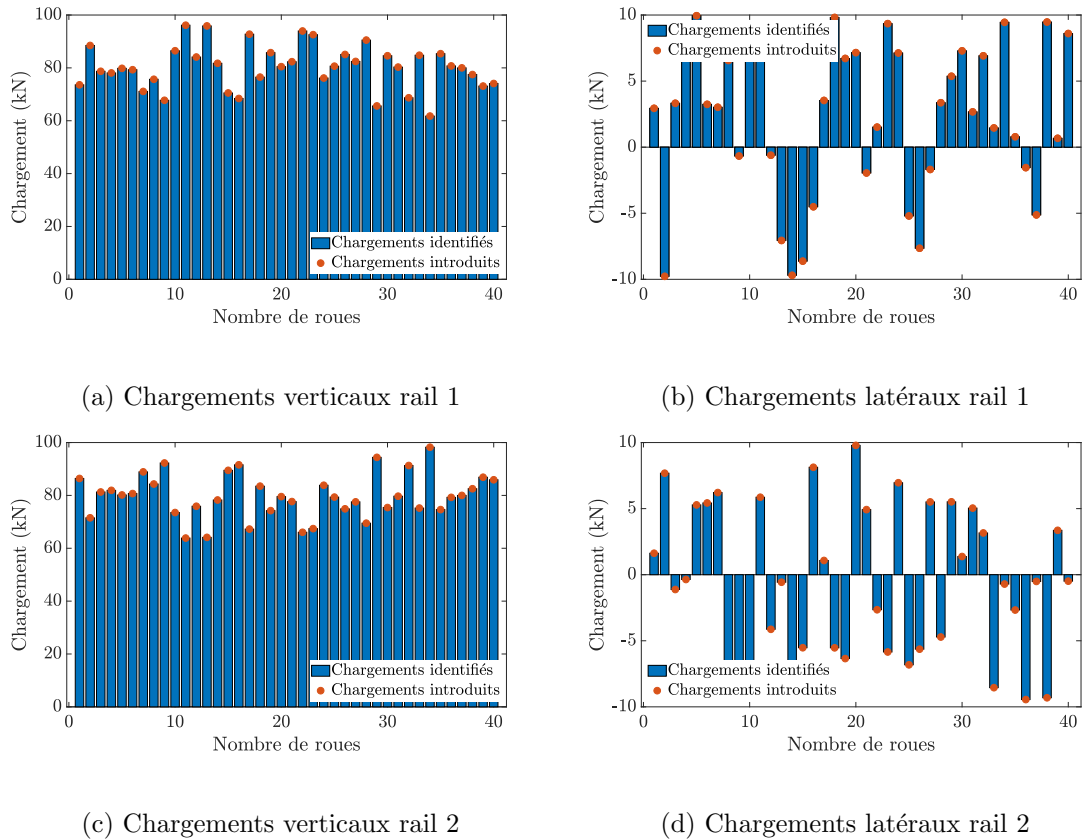 100
80
60
40
20
0
0
10
20
30
40
Chargement (kN)
Nombre de roues
Chargements identifiés
Chargements introduits
(a) Chargements verticaux rail 1
10
5
0
-5
-10
0
10
20
30
40
Chargement (kN)
Nombre de roues
Chargements identifiés
Chargements introduits
(b) Chargements latéraux rail 1
100
80
60
40
20
0
0
10
20
30
40
Chargement (kN)
Nombre de roues
Chargements identifiés
Chargements introduits
(c) Chargements verticaux rail 2
10
5
0
-5
-10
0
10
20
30
40
Chargement (kN)
Nombre de roues
Chargements identifiés
Chargements introduits
(d) Chargements latéraux rail 2